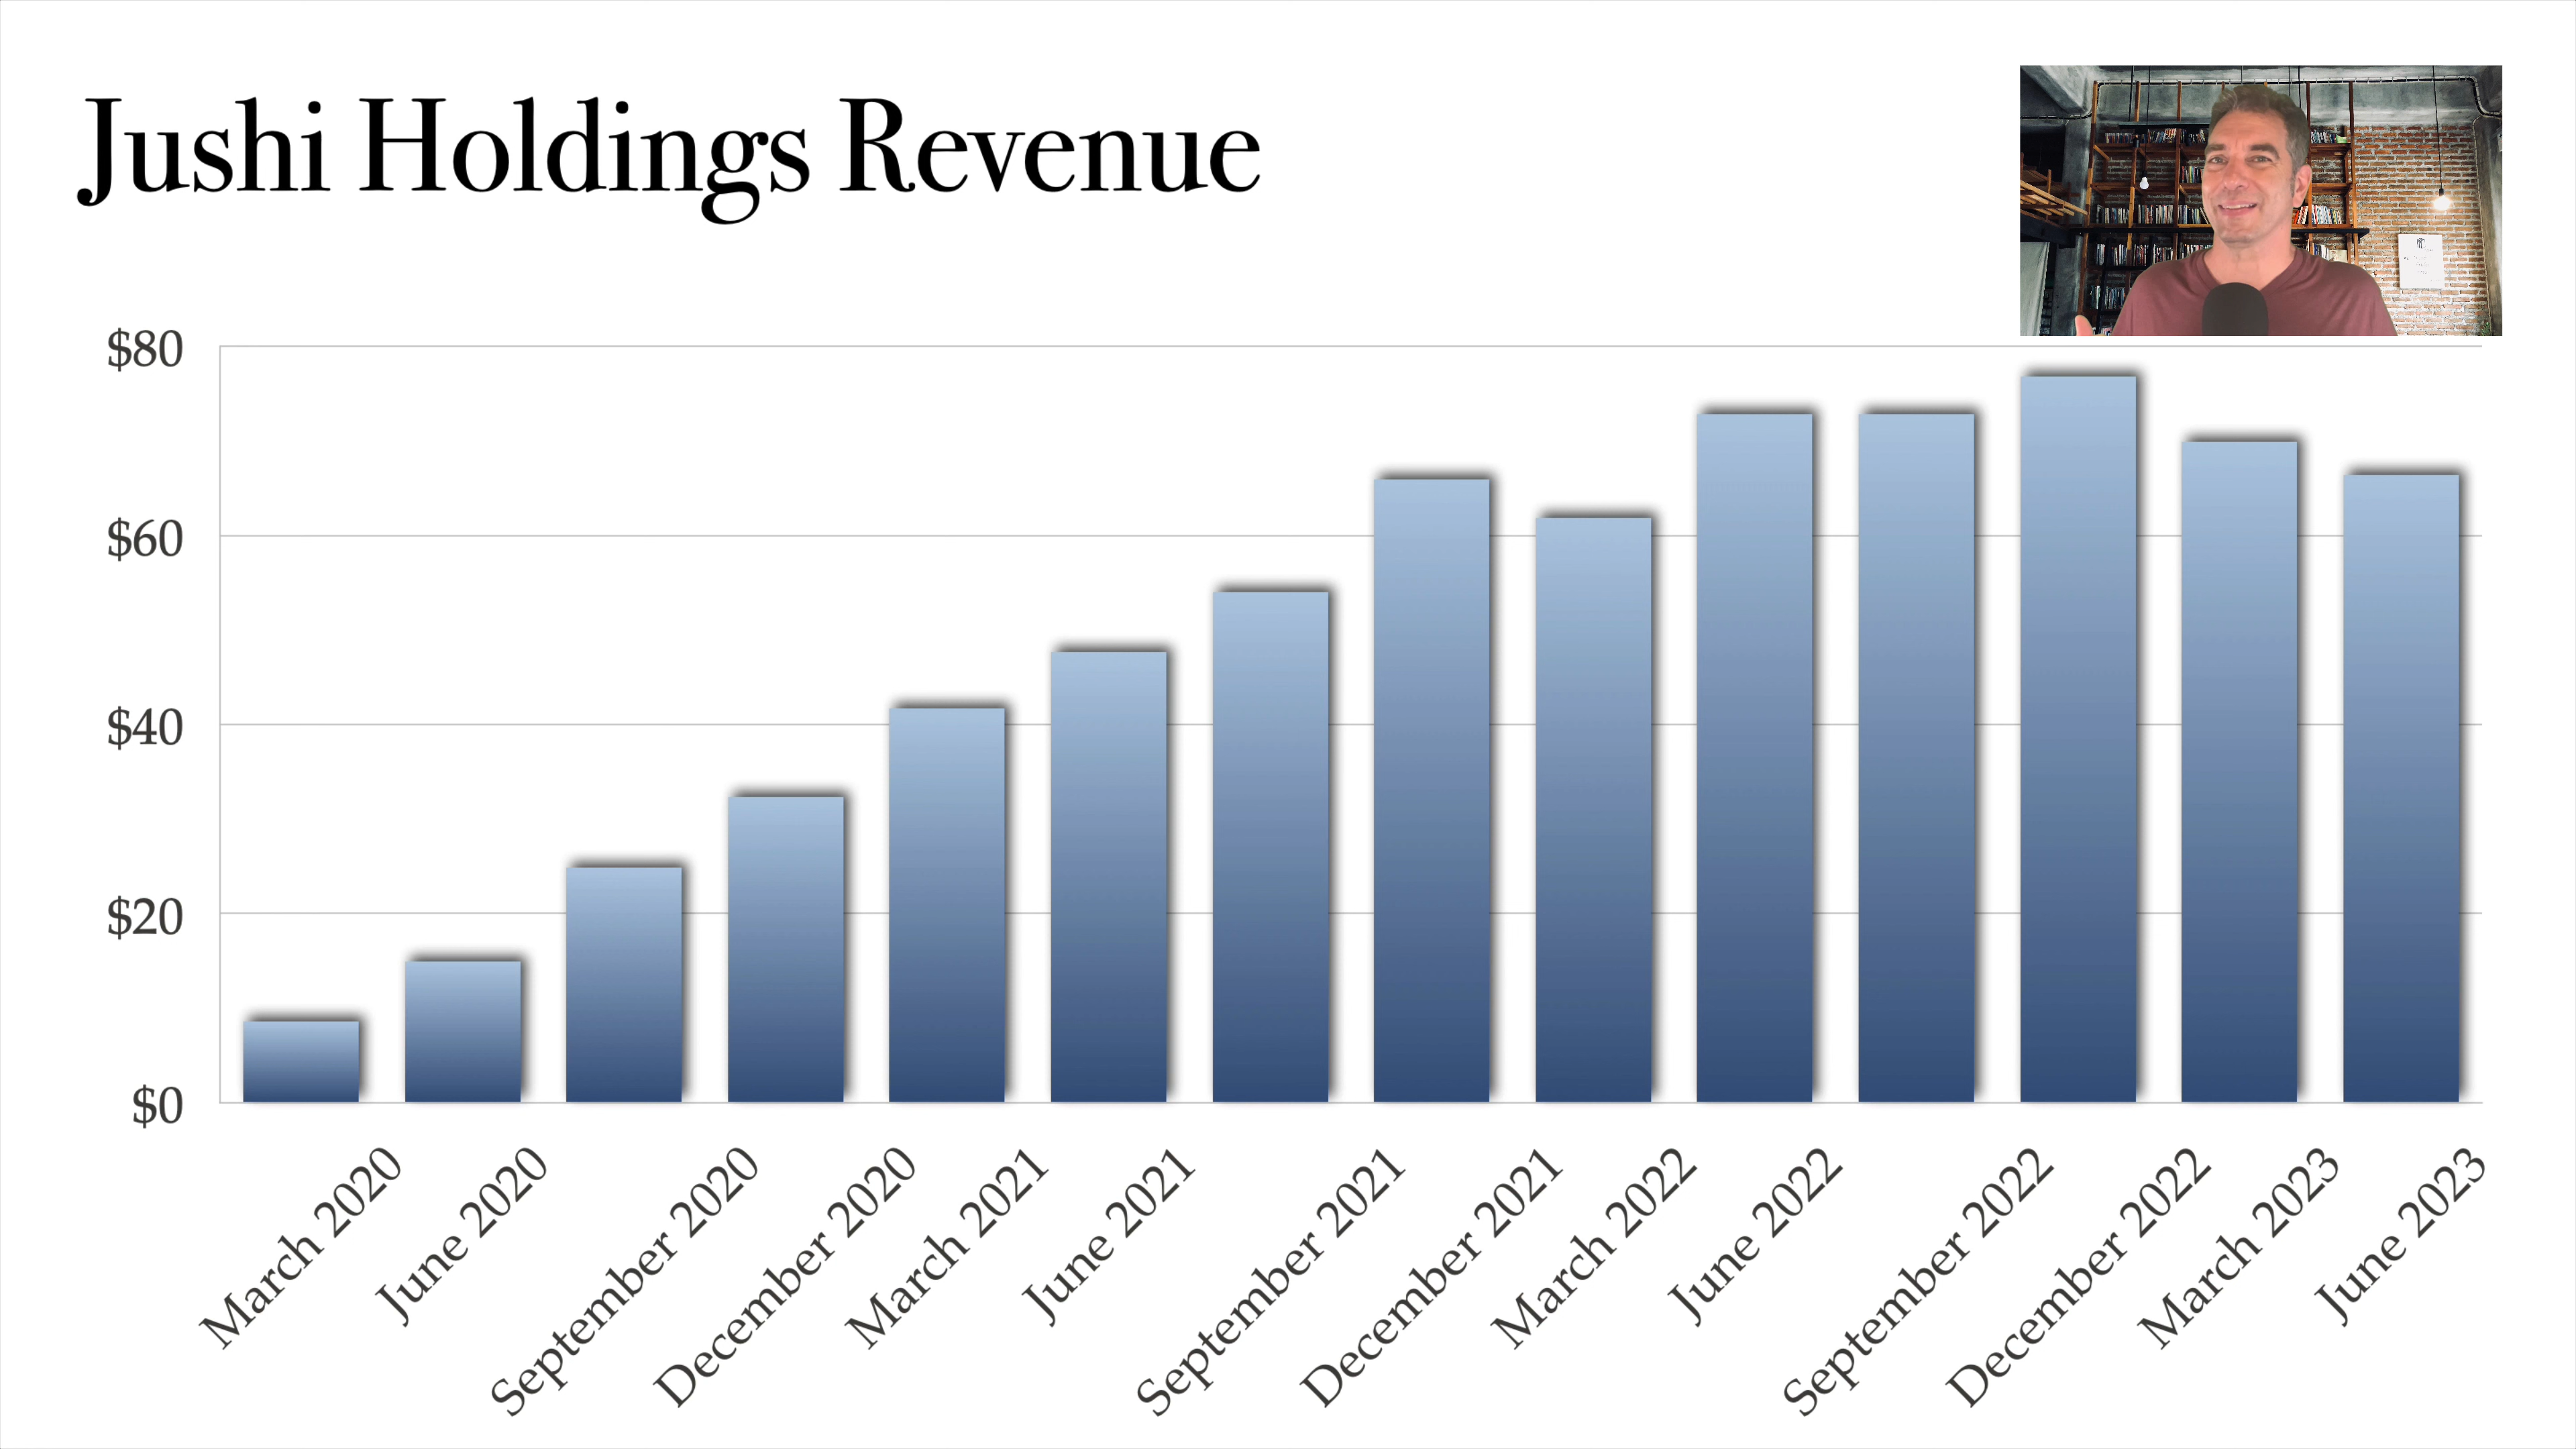 Jushi Holdings Revenue
$80
$60
$40
$20
$0
March 2020
June 2020
September 2020
December 2020
March 2021
June 2021
September 2021
December 2021
March 2022
June 2022
September 2022
December 2022
March 2023
June 2023